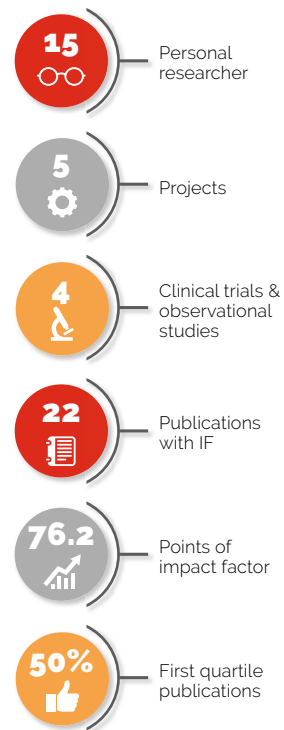 15
Personal
researcher
5
Projects
4
Clinical trials &
observational
studies
22
Publications
with IF
76.2
Points of
impact factor
50%
First quartile
publications